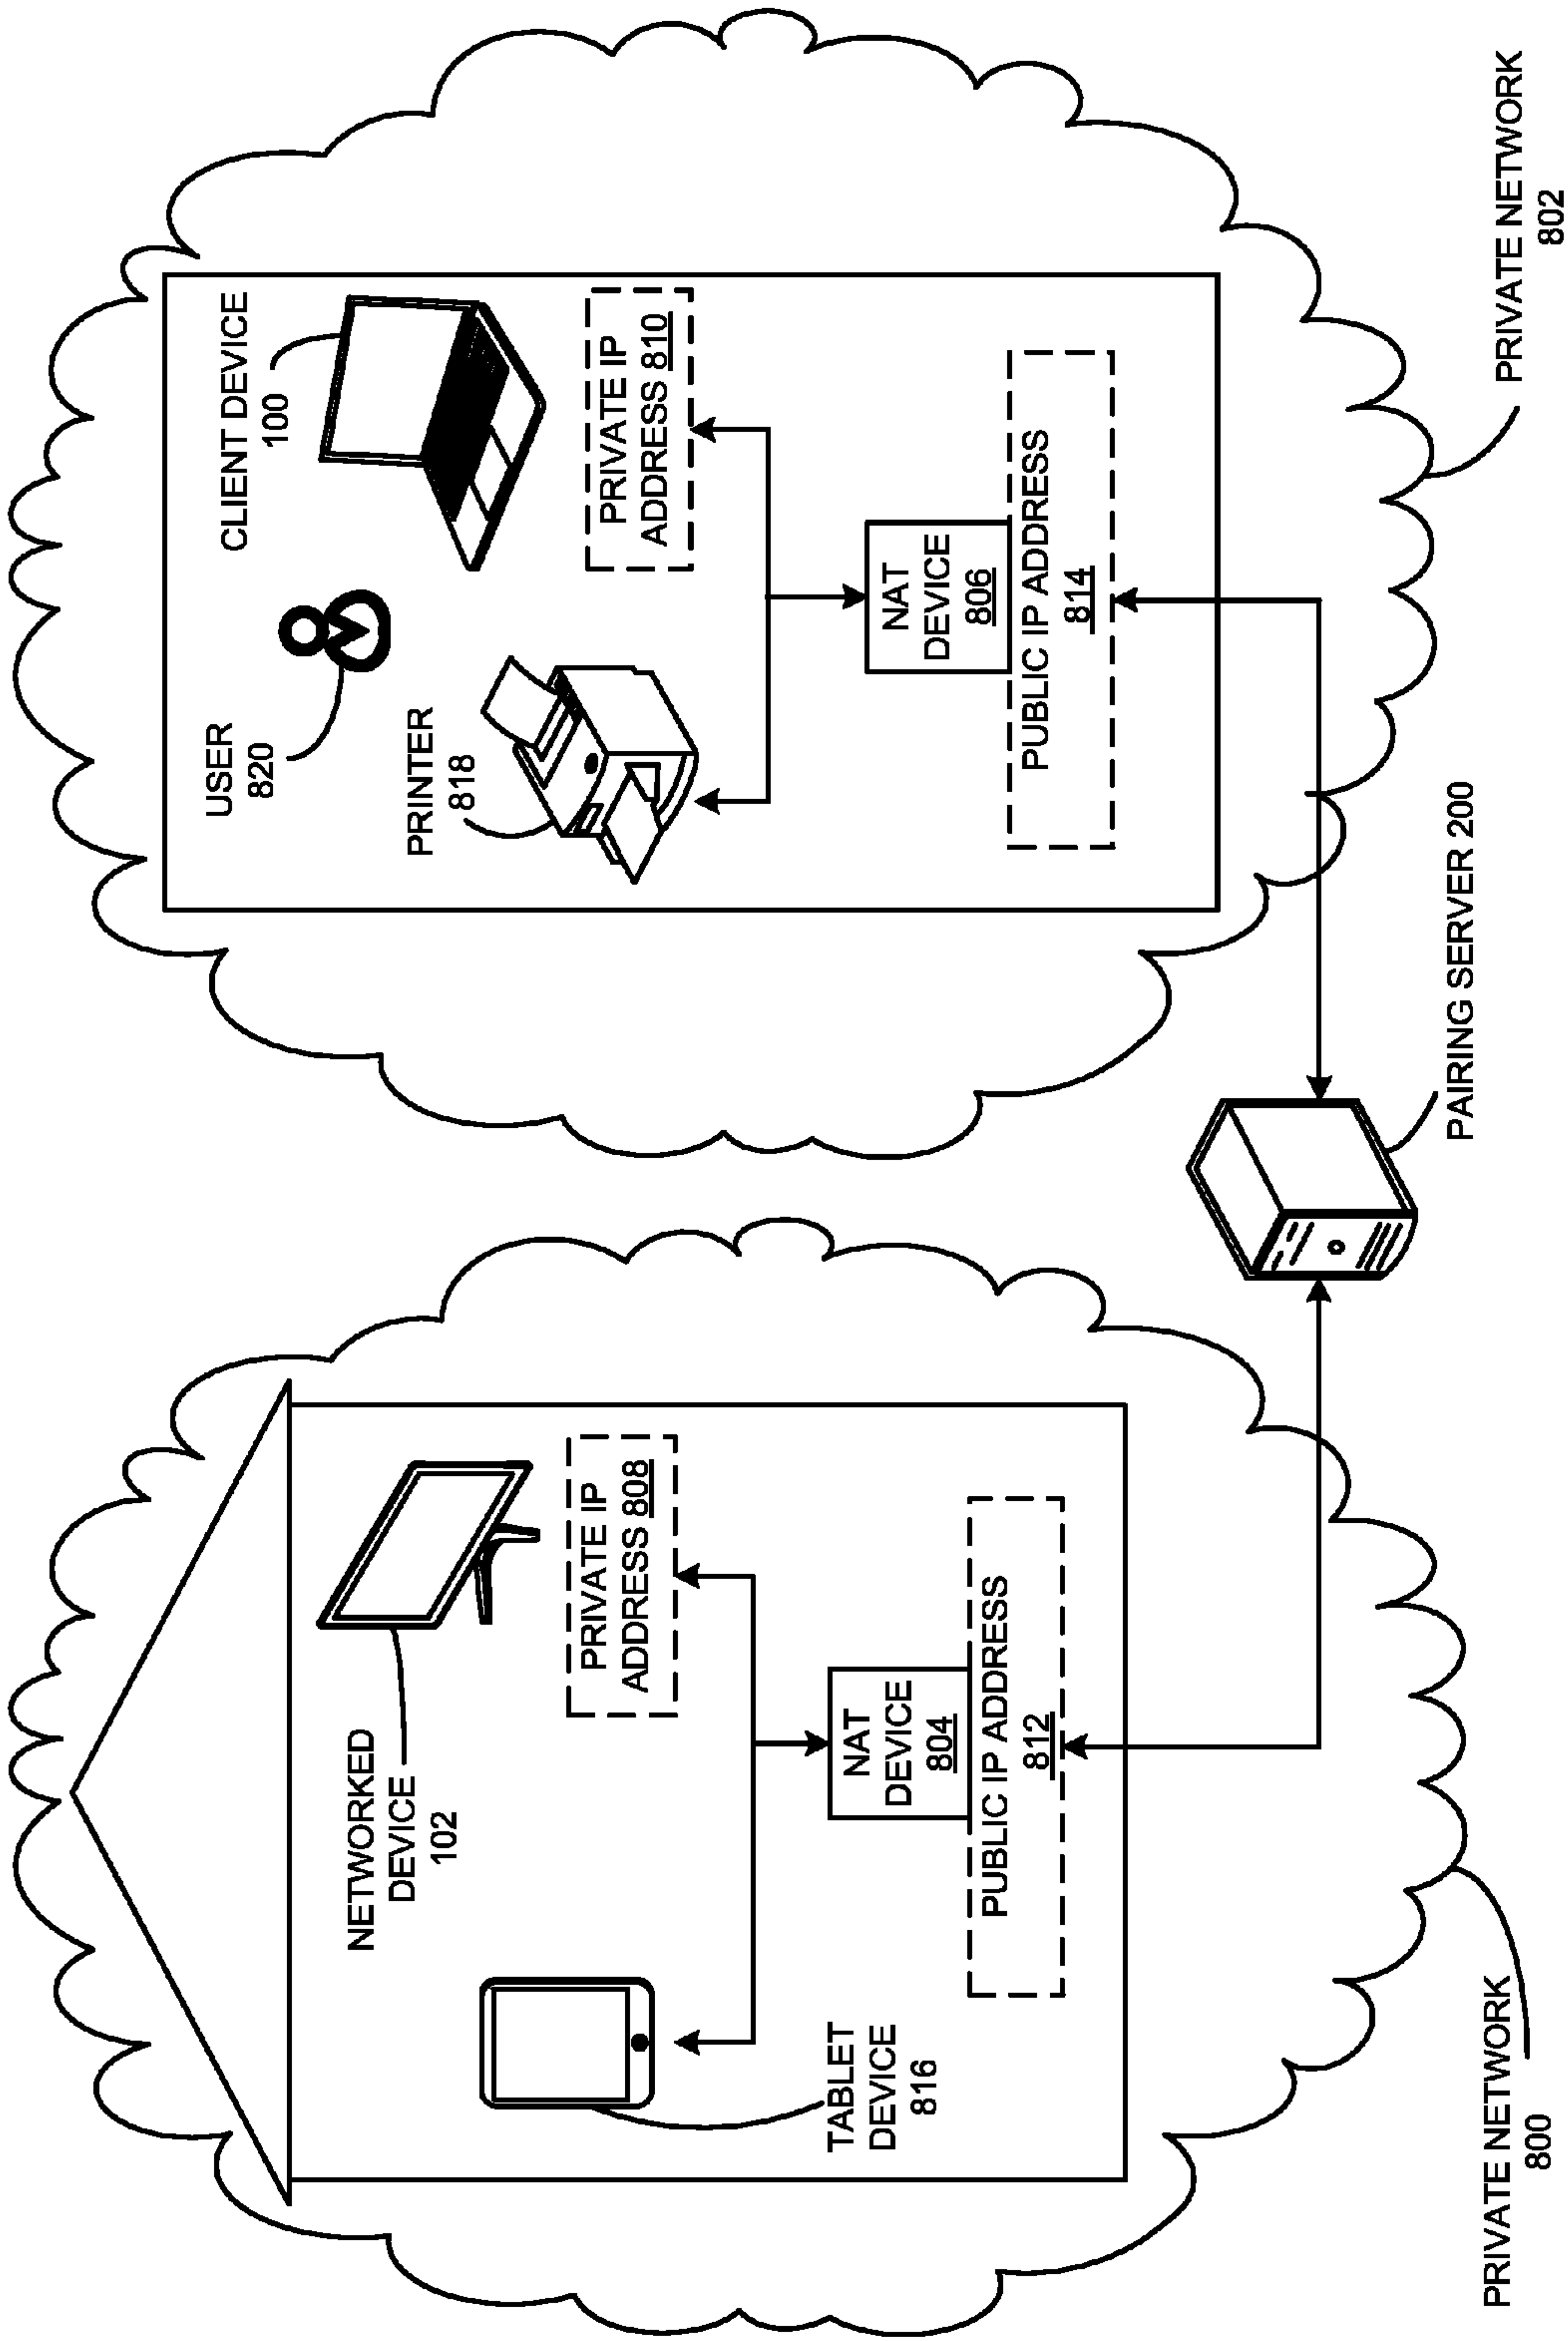 NETWORKED
DEVICE
102
TABLET
DEVICE
816
PRIVATE IP
ADDRESS 808
NAT
DEVICE
804
PUBLIC IP ADDRESS
812
PRIVATE NETWORK
800
PAIRING SERVER 200
USER
820
CLIENT DEVICE
100
PRINTER
818
PRIVATE IP
ADDRESS 810
NAT
DEVICE
806
PUBLIC IP ADDRESS
814
PRIVATE NETWORK
802